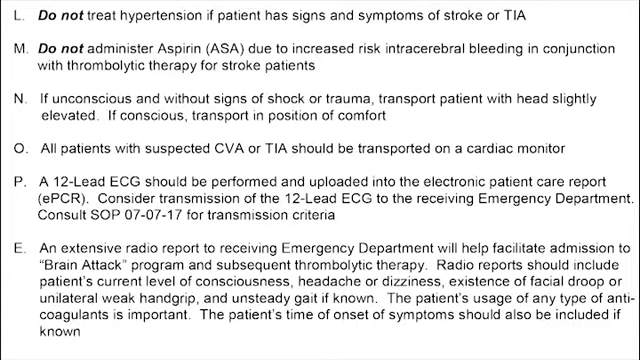 L. Do not treat hypertension if patient has signs and symptoms of stroke or TIA
M. Do not administer Aspirin (ASA) due to increased risk intracerebral bleeding in conjunction
with thrombolytic therapy for stroke patients
N. If unconscious and without signs of shock or trauma, transport patient with head slightly
elevated. If conscious, transport in position of comfort
O. All patients with suspected CVA or TIA should be transported on a cardiac monitor
P. A 12-Lead ECG should be performed and uploaded into the electronic patient care report
(ePCR). Consider transmission of the 12-Lead ECG to the receiving Emergency Department.
Consult SOP 07-07-17 for transmission criteria
E. An extensive radio report to receiving Emergency Department will help facilitate admission to
“Brain Attack” program and subsequent thrombolytic therapy. Radio reports should include
patient’s current level of consciousness, headache or dizziness, existence of facial droop or
unilateral weak handgrip, and unsteady gait if known. The patient’s usage of any type of anti-
coagulants is important. The patient’s time of onset of symptoms should also be included if
known